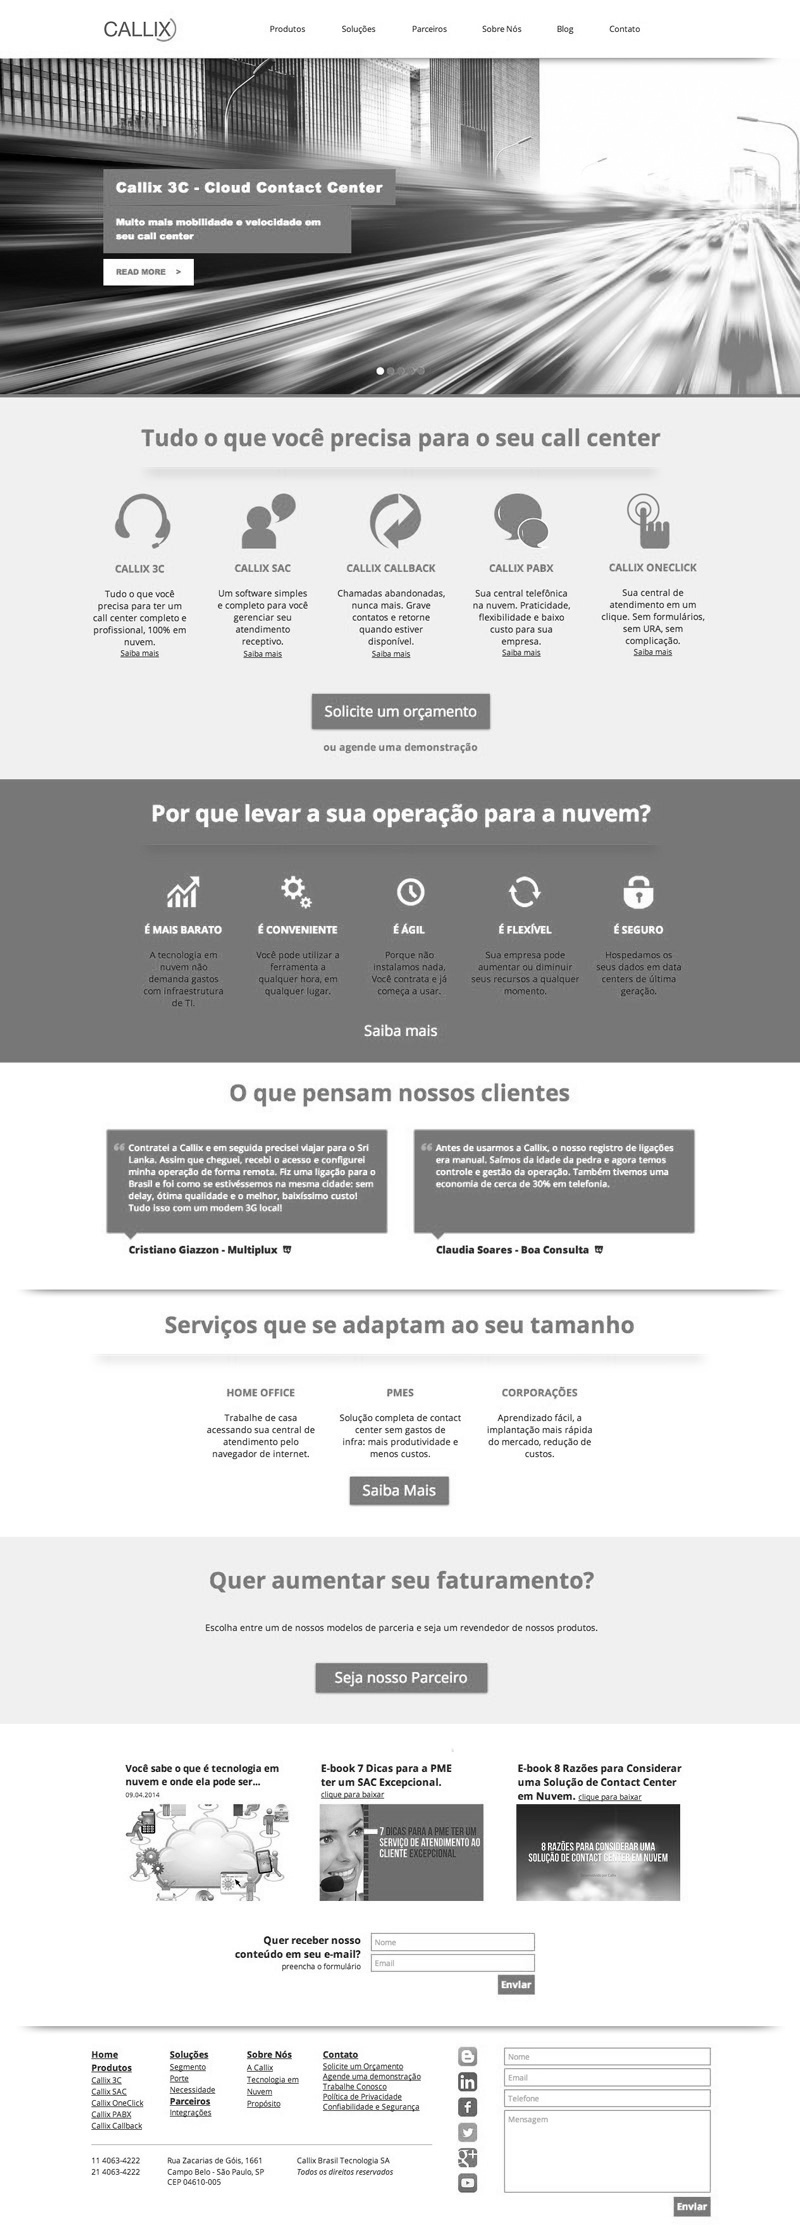 CALLIX
Produtos Soluções Parceiros Sobre Nós Blog Contato
Callix 3C - Cloud Contact Center
Muito mais mobilidade e velocidade em
seu call center
READ MORE >
Tudo o que você precisa para o seu call center
CALLIX 3C
Tudo o que você
precisa para ter um
call center completo e
profissional, 100% em
nuvem.
Saiba mais
CALLIX SAC
Um software simples
e completo para você
gerenciar seu
atendimento
receptivo.
Saiba mais
CALLIX CALLBACK
Chamadas abandonadas,
nunca mais. Grave
contatos e retorne
quando estiver
disponível.
Saiba mais
CALLIX PABX
Sua central telefônica
na nuvem. Praticidade,
flexibilidade e baixo
custo para sua
empresa.
Saiba mais
CALLIX ONECLICK
Sua central de
atendimento em um
clique. Sem formulários,
sem URA, sem
complicação.
Saiba mais
Solicite um orçamento
ou agende uma demonstração
Por que levar a sua operação para a nuvem?
É MAIS BARATO
A tecnologia em
nuvem não
demanda gastos
com infraestrutura
de TI.
É CONVENIENTE
Você pode utilizar a
ferramenta a
qualquer hora, em
qualquer lugar.
É ÁGIL
Porque não
instalamos nada.
Você contrata e já
começa a usar.
É FLEXÍVEL
Sua empresa pode
aumentar ou diminuir
seus recursos a qualquer
momento.
É SEGURO
Hospedamos os
seus dados em data
centers de última
geração.
Saiba mais
O que pensam nossos clientes
Contratei a Callix e em seguida precisei viajar para o Sri
Lanka. Assim que cheguei, recebi o acesso e configurei
minha operação de forma remota. Fiz uma ligação para o
Brasil e foi como se estivéssemos na mesma cidade: sem
delay, ótima qualidade e o melhor, baixíssimo custo!
Tudo isso com um modem 3G local!
Cristiano Giazzon - Multiplux
Antes de usarmos a Callix, o nosso registro de ligações
era manual. Saímos da idade da pedra e agora temos
controle e gestão da operação. Também tivemos uma
economia de cerca de 30% em telefonia.
Claudia Soares - Boa Consulta
Serviços que se adaptam ao seu tamanho
HOME OFFICE
Trabalhe de casa
acessando sua central de
atendimento pelo
navegador de internet.
PMES
Solução completa de contact
center sem gastos de
infra: mais produtividade e
menos custos.
CORPORAÇÕES
Aprendizado fácil, a
implantação mais rápida
do mercado, redução de
custos.
Saiba Mais
Quer aumentar seu faturamento?
Escolha entre um de nossos modelos de parceria e seja um revendedor de nossos produtos.
Seja nosso Parceiro
Você sabe o que é tecnologia em
nuvem e onde ela pode ser...
09.04.2014
E-book 7 Dicas para a PME
ter um SAC Excepcional.
clique para baixar
7 DICAS PARA A PME TER UM
SERVIÇO DE ATENDIMENTO AO
CLIENTE EXCEPCIONAL
E-book 8 Razões para Considerar
uma Solução de Contact Center
em Nuvem. clique para baixar
8 RAZÕES PARA CONSIDERAR UMA
SOLUÇÃO DE CONTACT CENTER EM NUVEM
Quer receber nosso
conteúdo em seu e-mail?
preencha o formulário
Nome
Email
Enviar
Home
Produtos
Callix 3C
Callix SAC
Callix OneClick
Callix PABX
Callix Callback
Soluções
Segmento
Porte
Necessidade
Parceiros
Integrações
Sobre Nós
A Callix
Tecnologia em
Nuvem
Propósito
Contato
Solicite um Orçamento
Agende uma demonstração
Trabalhe Conosco
Política de Privacidade
Confiabilidade e Segurança
11 4063-4222
21 4063-4222
Rua Zacarias de Góis, 1661
Campo Belo - São Paulo, SP
CEP 04610-005
Callix Brasil Tecnologia SA
Todos os direitos reservados
Nome
Email
Telefone
Mensagem
Enviar